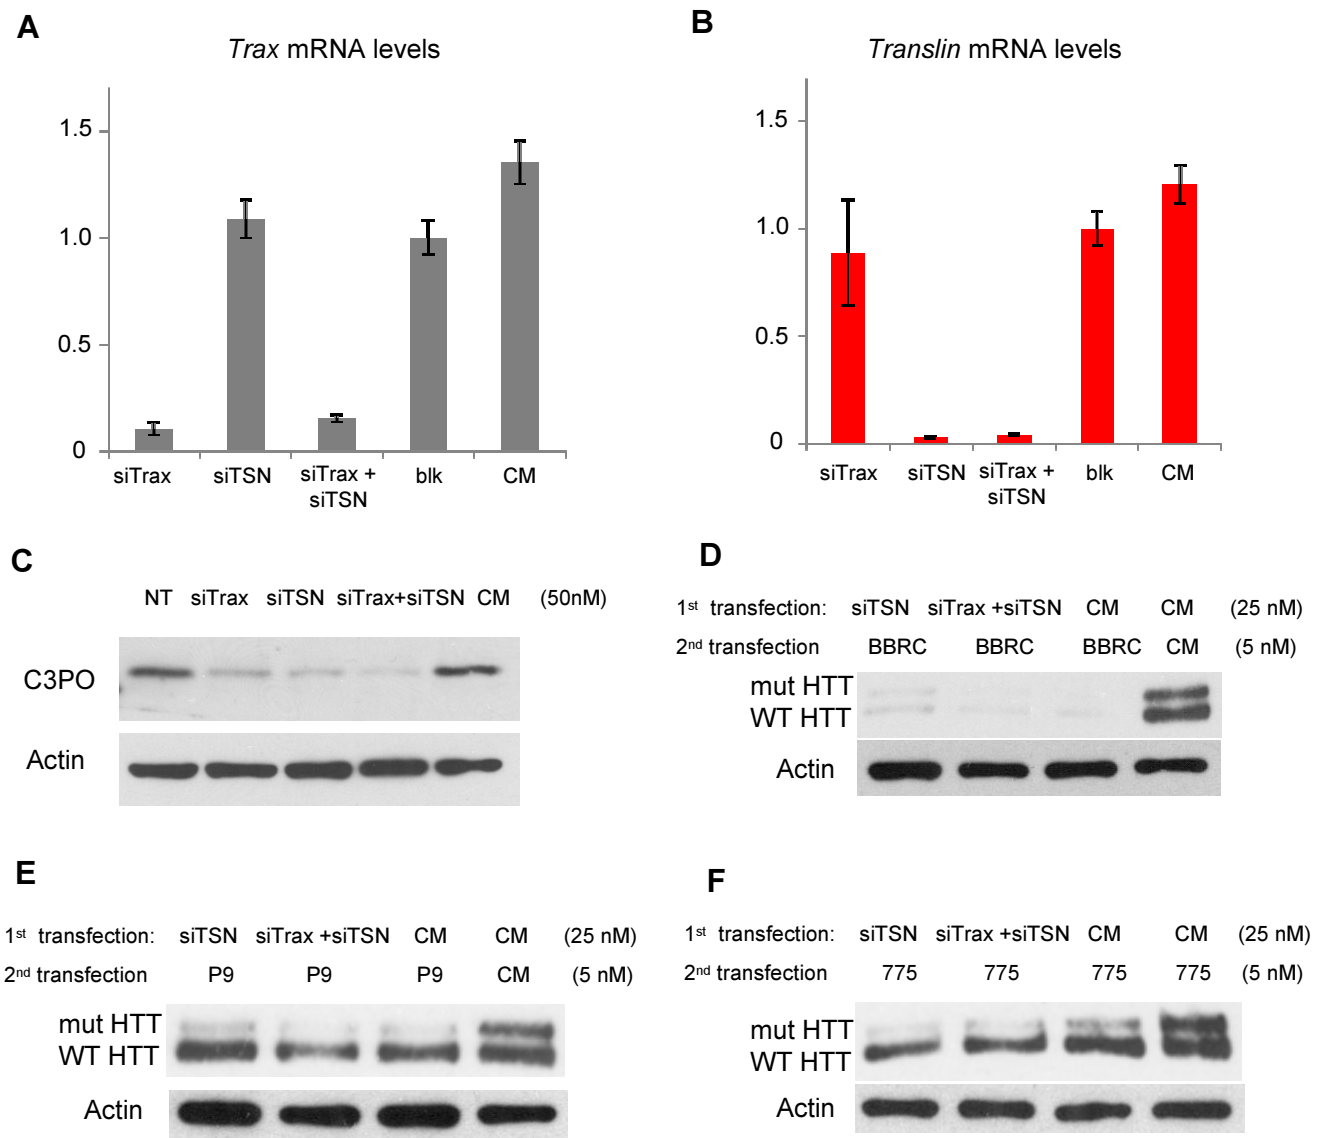 A
Trax mRNA levels
1.5
1.0
0.5
0
siTrax siTSN siTrax + siTSN blk CM
B
Translin mRNA levels
1.5
1.0
0.5
0
siTrax siTSN siTrax + siTSN blk CM
C
NT siTrax siTSN siTrax+siTSN CM (50nM)
C3PO
Actin
D
1st transfection: siTSN siTrax +siTSN CM CM (25 nM)
2nd transfection BBRC BBRC BBRC CM (5 nM)
mut HTT
WT HTT
Actin
E
1st transfection: siTSN siTrax +siTSN CM CM (25 nM)
2nd transfection P9 P9 P9 CM (5 nM)
mut HTT
WT HTT
Actin
F
1st transfection: siTSN siTrax +siTSN CM CM (25 nM)
2nd transfection 775 775 775 775 (5 nM)
mut HTT
WT HTT
Actin